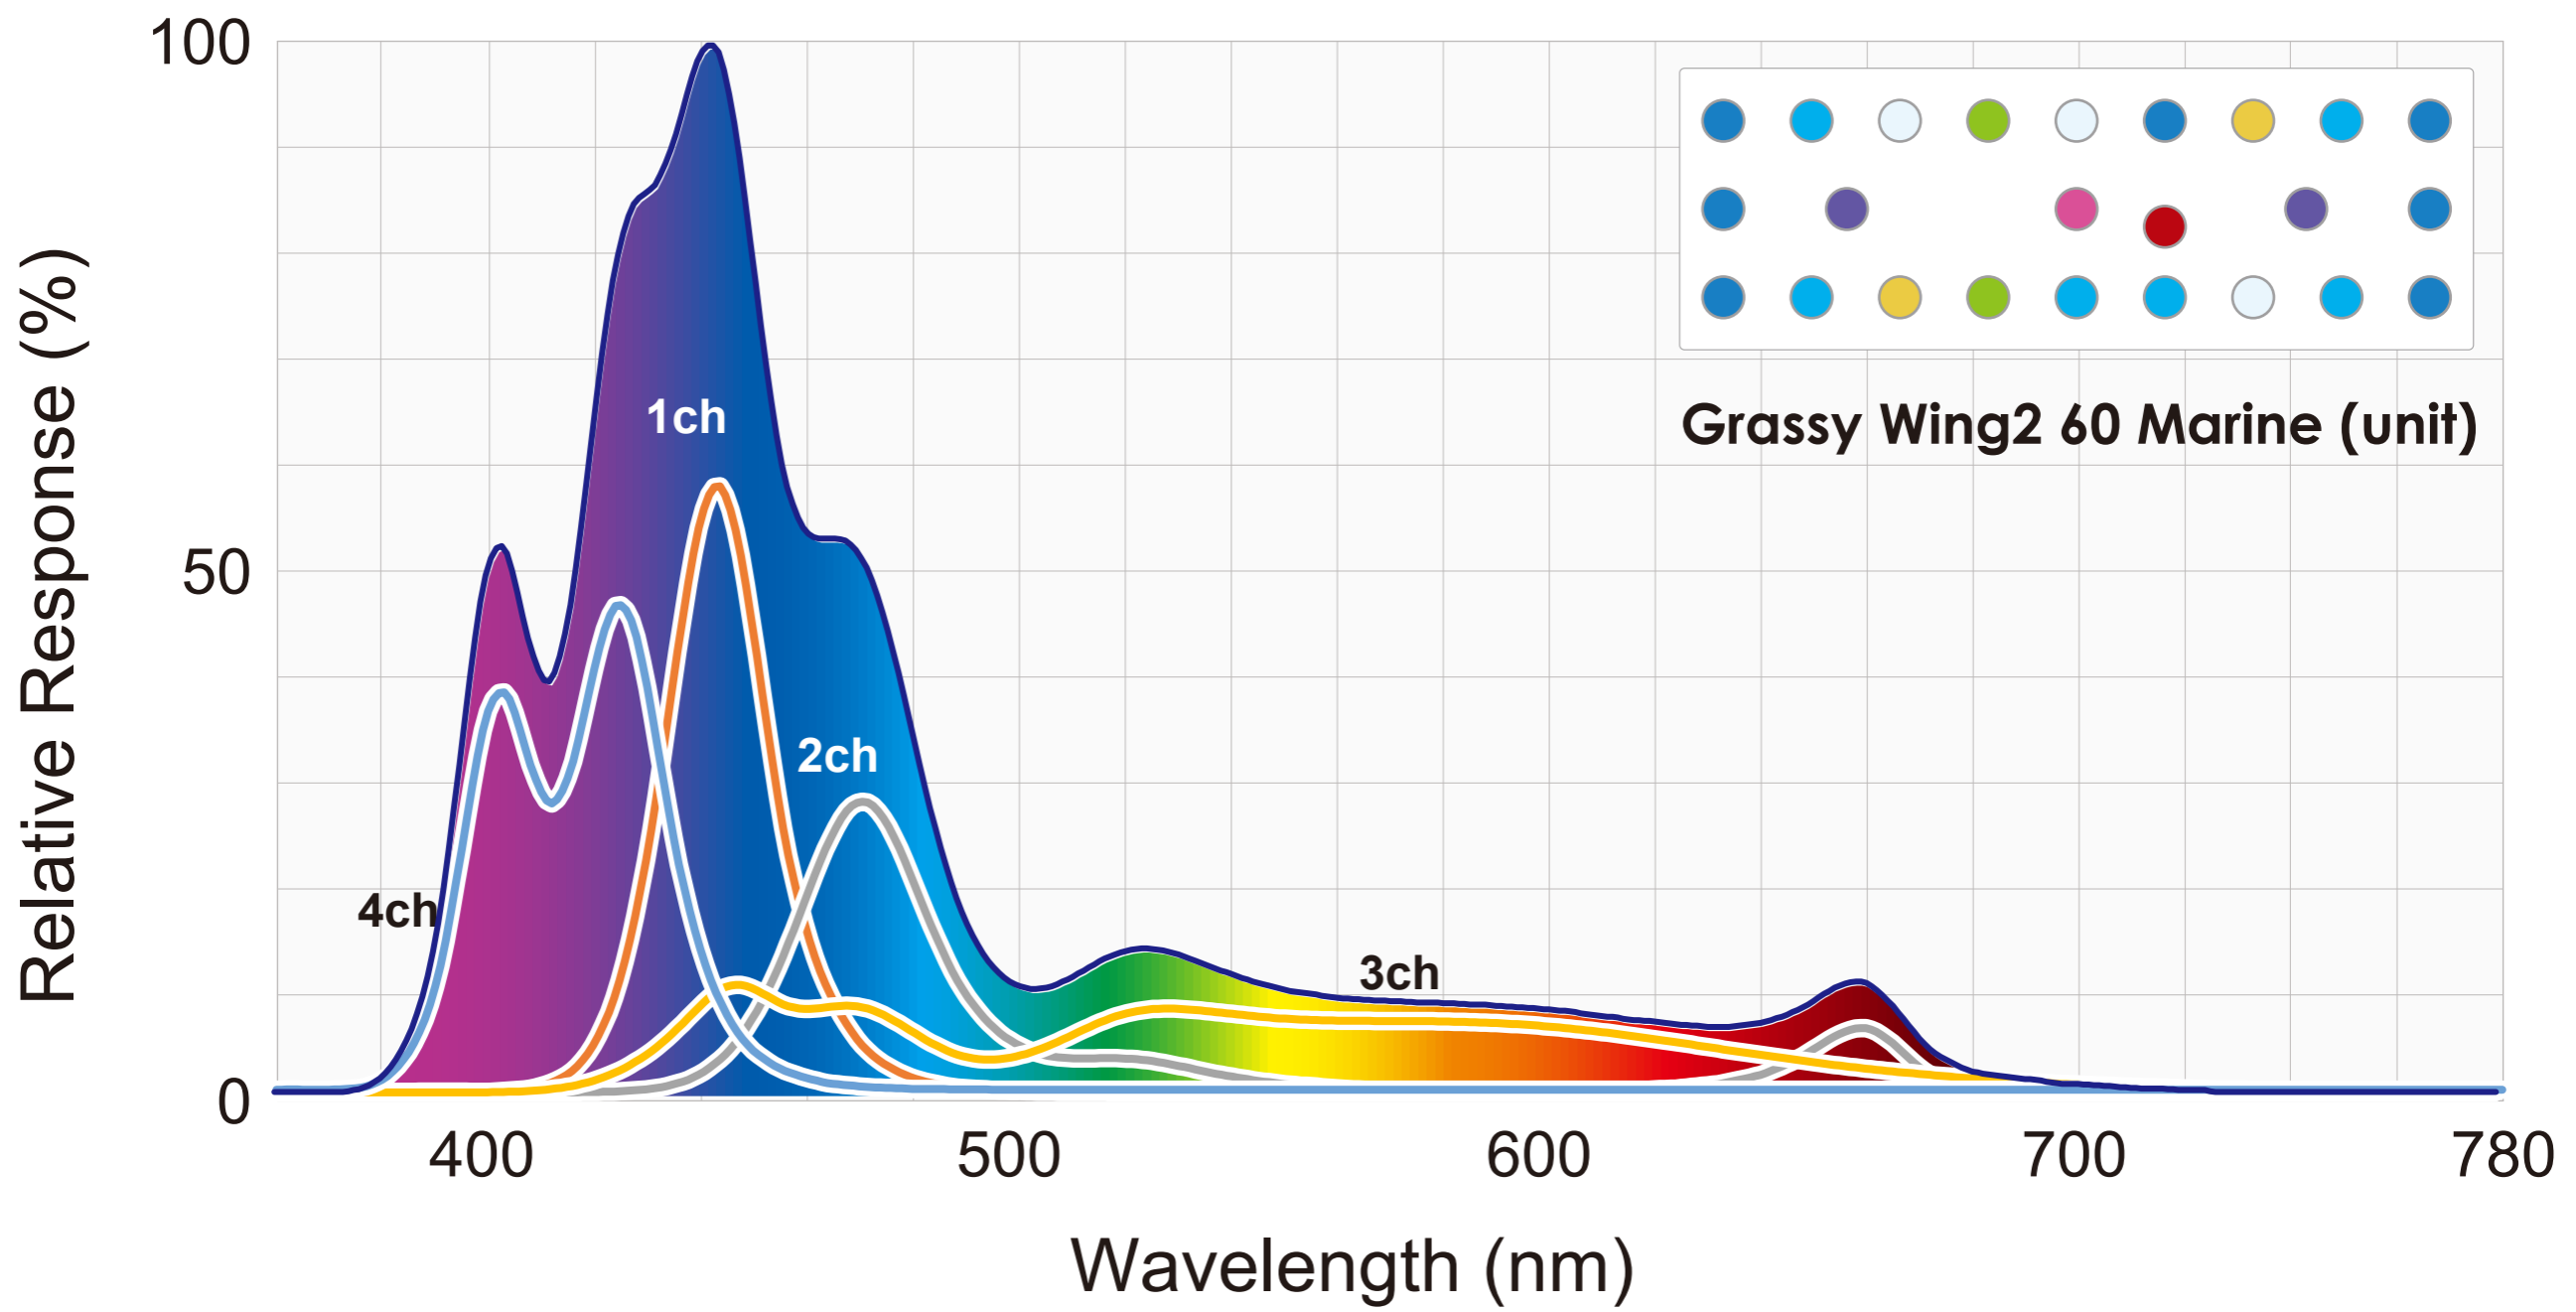 Relative Response (%)
100
50
0
1ch
2ch
3ch
4ch
Grassy Wing2 60 Marine (unit)
400
500
600
700
780
Wavelength (nm)